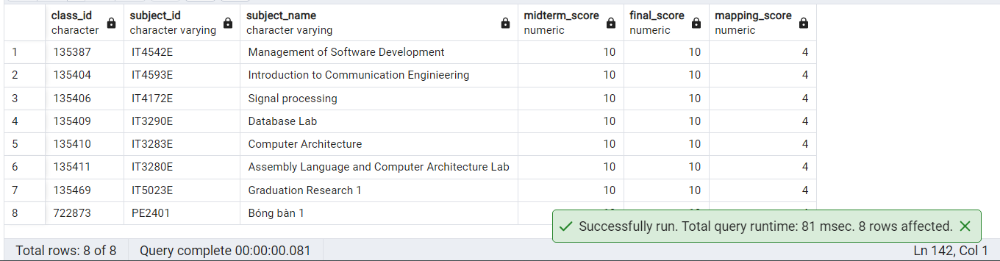 class_id subject_id subject_name midterm_score final_score mapping_score
character character varying character varying numeric numeric numeric
1 135387 IT4542E Management of Software Development 10 10 4
2 135404 IT4593E Introduction to Communication Enginieering 10 10 4
3 135406 IT4172E Signal processing 10 10 4
4 135409 IT3290E Database Lab 10 10 4
5 135410 IT3283E Computer Architecture 10 10 4
6 135411 IT3280E Assembly Language and Computer Architecture Lab 10 10 4
7 135469 IT5023E Graduation Research 1 10 10 4
8 722873 PE2401 Bóng bàn 1
Successfully run. Total query runtime: 81 msec. 8 rows affected.
Total rows: 8 of 8 Query complete 00:00:00.081 Ln 142, Col 1